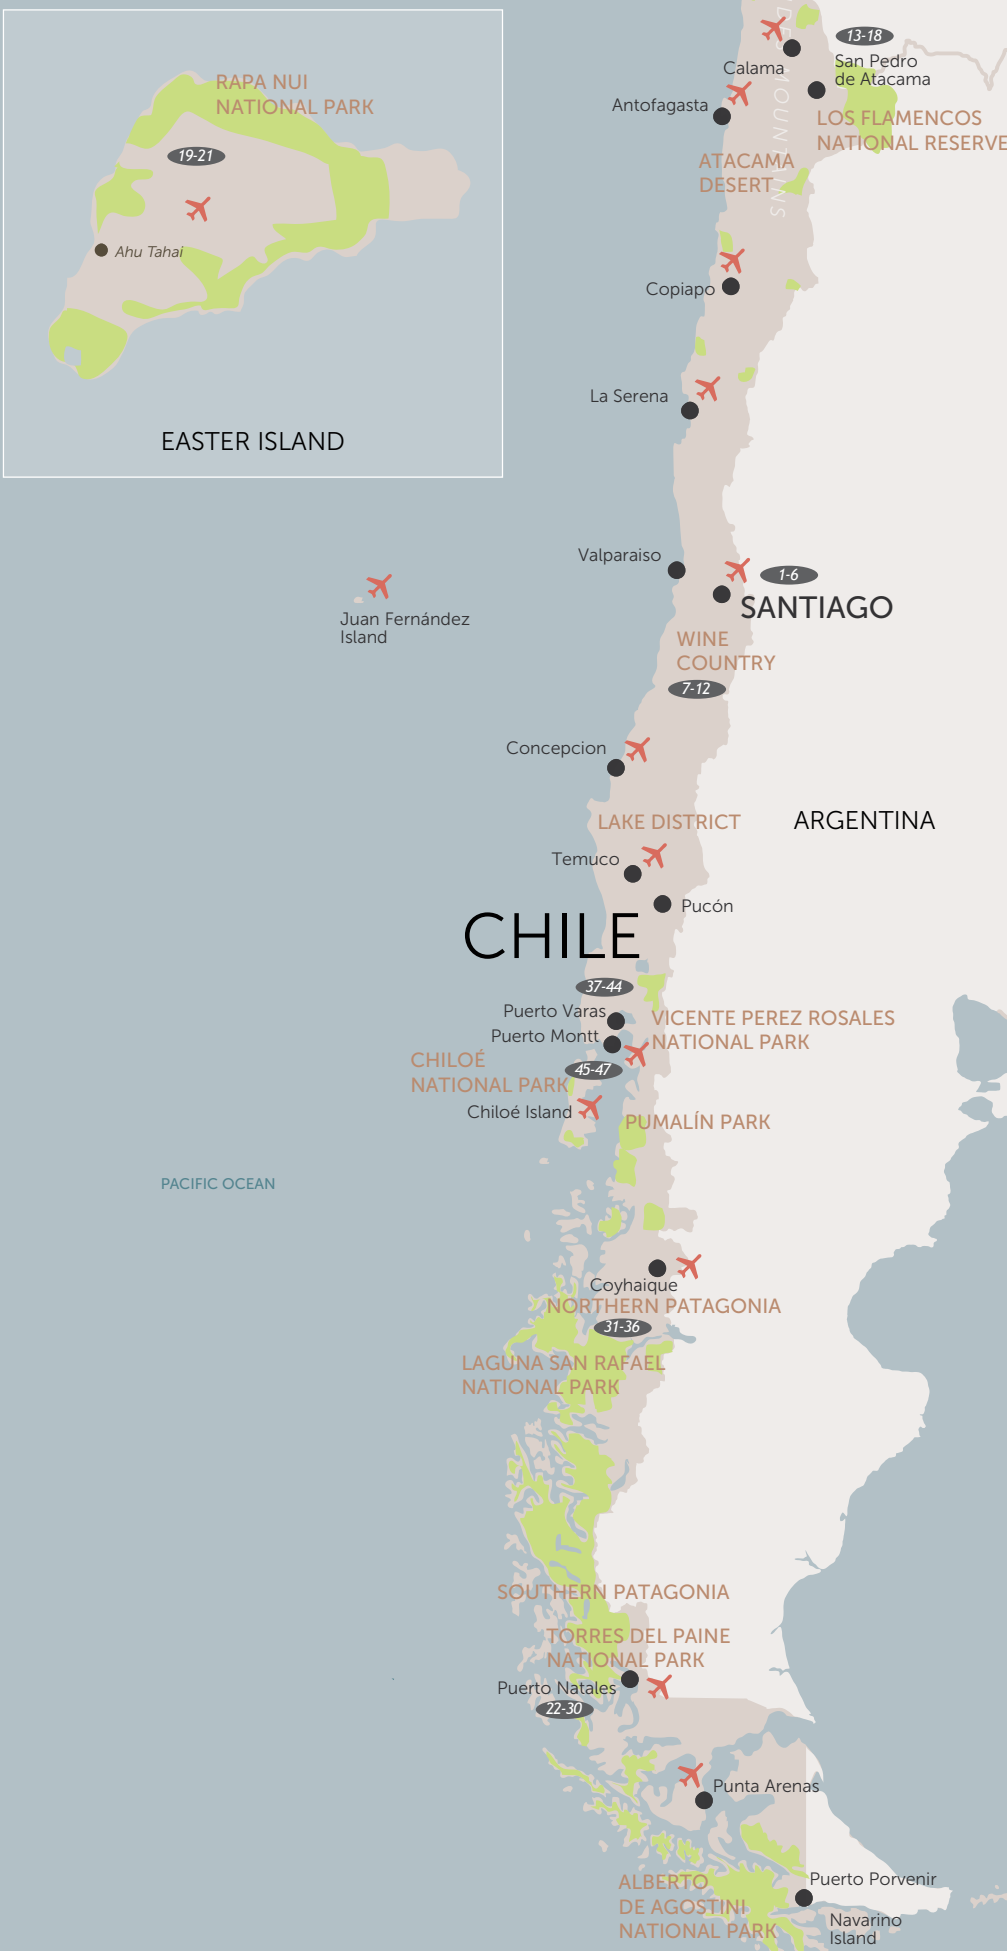 RAPA NUI
NATIONAL PARK
19-21
Ahu Tahai
EASTER ISLAND
13-18
Calama
San Pedro
de Atacama
Antofagasta
LOS FLAMENCOS
NATIONAL RESERVE
MOUNTAINS
ATACAMA
DESERT
Copiapo
La Serena
Valparaiso
1-6
SANTIAGO
Juan Fernández
Island
WINE
COUNTRY
7-12
Concepcion
LAKE DISTRICT
ARGENTINA
Temuco
Pucón
CHILE
37-44
Puerto Varas
VICENTE PEREZ ROSALES
NATIONAL PARK
Puerto Montt
CHILOÉ
NATIONAL PARK
45-47
Chiloé Island
PUMALÍN PARK
PACIFIC OCEAN
Coyhaique
NORTHERN PATAGONIA
31-36
LAGUNA SAN RAFAEL
NATIONAL PARK
SOUTHERN PATAGONIA
TORRES DEL PAINE
NATIONAL PARK
Puerto Natales
22-30
Punta Arenas
ALBERTO
DE AGOSTINI
NATIONAL PARK
Puerto Porvenir
Navarino
Island